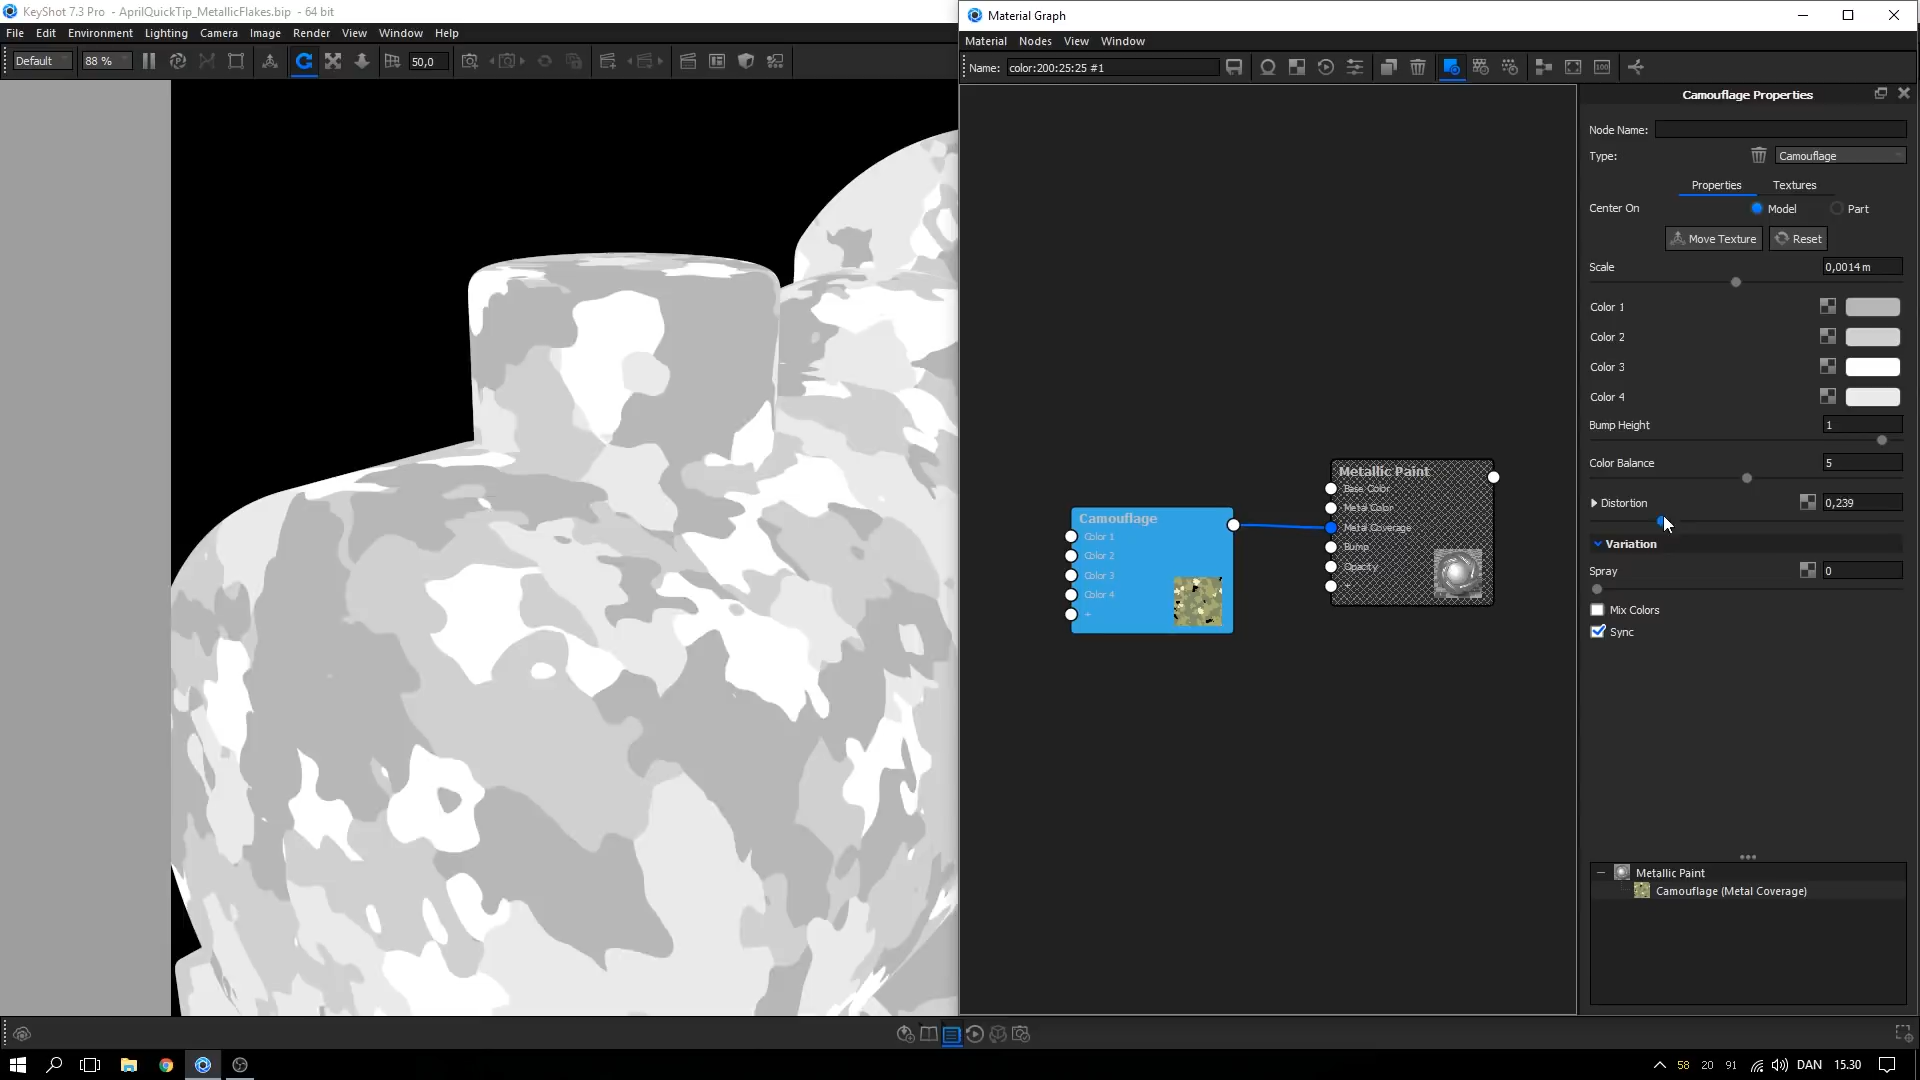 KeyShot 7.3 Pro - AprilQuickTip_MetallicFlakes.bip - 64 bit
File Edit Environment Lighting Camera Image Render View Window Help
Default 88 % 50,0
Material Graph
Material Nodes View Window
Name: color:200:25:25 #1
Camouflage Properties
Node Name:
Type: Camouflage
Properties Textures
Center On Model Part
Move Texture Reset
Scale 0,0014 m
Color 1
Color 2
Color 3
Color 4
Bump Height 1
Color Balance 5
Distortion 0,239
Variation
Spray 0
Mix Colors
Sync
Camouflage
Color 1
Color 2
Color 3
Color 4
+
Metallic Paint
Base Color
Metal Color
Metal Coverage
Bump
Opacity
+
Metallic Paint
Camouflage (Metal Coverage)
58 20 91 DAN 15.30